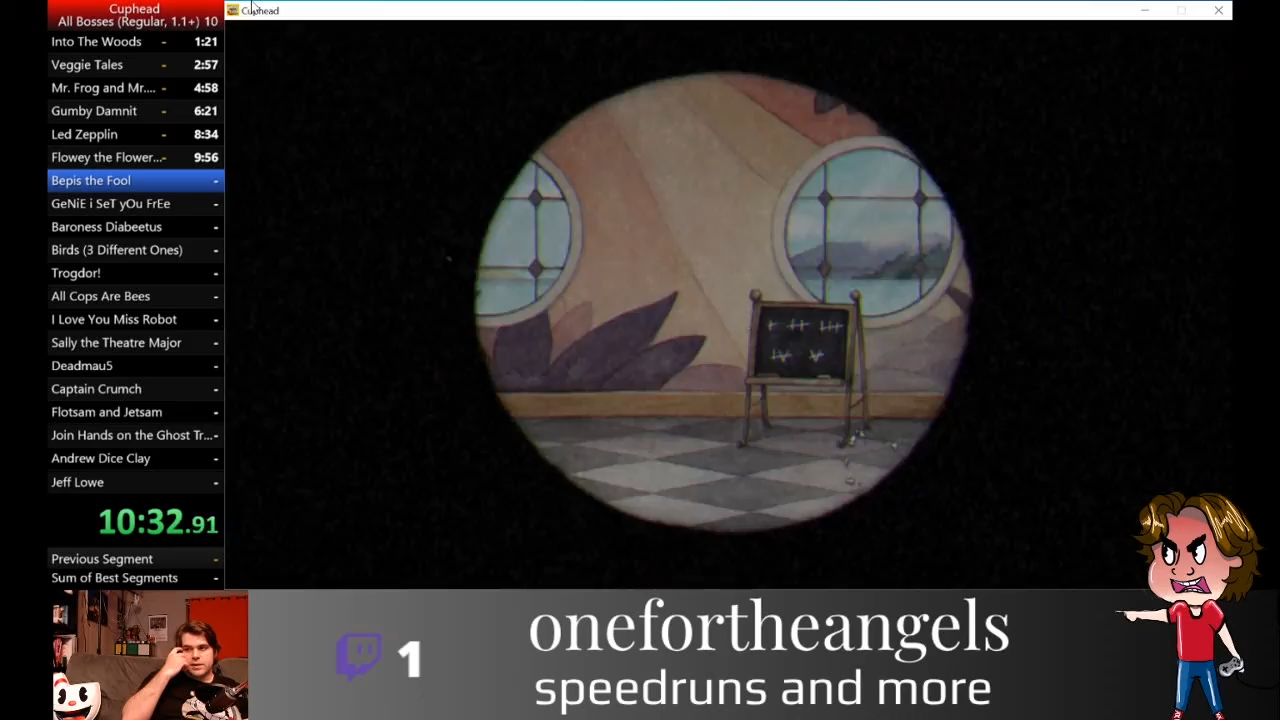 Cuphead
All Bosses (Regular, 1.1+) 10
Into The Woods - 1:21
Veggie Tales - 2:57
Mr. Frog and Mr.... - 4:58
Gumby Damnit - 6:21
Led Zepplin - 8:34
Flowey the Flower... - 9:56
Bepis the Fool -
GeNiE i SeT yOu FrEe -
Baroness Diabeetus -
Birds (3 Different Ones) -
Trogdor! -
All Cops Are Bees -
I Love You Miss Robot -
Sally the Theatre Major -
Deadmau5 -
Captain Crunch -
Flotsam and Jetsam -
Join Hands on the Ghost Tr... -
Andrew Dice Clay -
Jeff Lowe -
10:32.91
Previous Segment -
Sum of Best Segments -
Cuphead
1
onefortheangels
speedruns and more